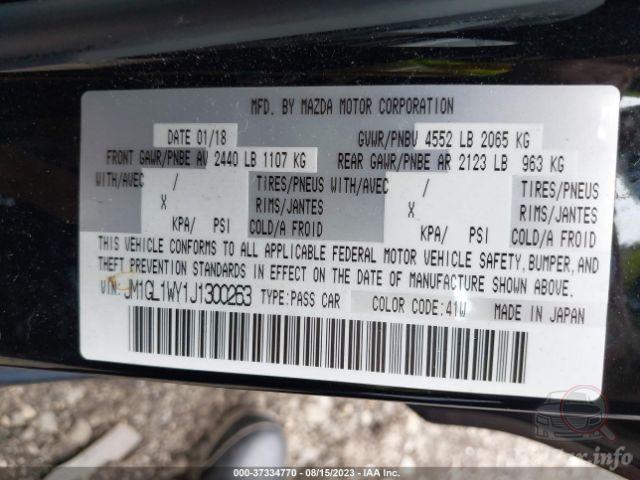 MFD. BY MAZDA MOTOR CORPORATION
DATE 01/18 GVWR/PNBV 4552 LB 2065 KG
FRONT GAWR/PNBE AV 2440 LB 1107 KG REAR GAWR/PNBE AR 2123 LB 963 KG
WITH/AVEC / TIRES/PNEUS WITH/AVEC / TIRES/PNEUS
X RIMS/JANTES X RIMS/JANTES
KPA/ PSI COLD/A FROID KPA/ PSI COLD/A FROID
THIS VEHICLE CONFORMS TO ALL APPLICABLE FEDERAL MOTOR VEHICLE SAFETY, BUMPER, AND
THEFT PREVENTION STANDARDS IN EFFECT ON THE DATE OF MANUFACTURE SHOWN ABOVE.
VIN: JM1GL1WY1J1300263 TYPE: PASS CAR COLOR CODE: 41W MADE IN JAPAN
000-37334770 - 08/15/2023 - IAA Inc.